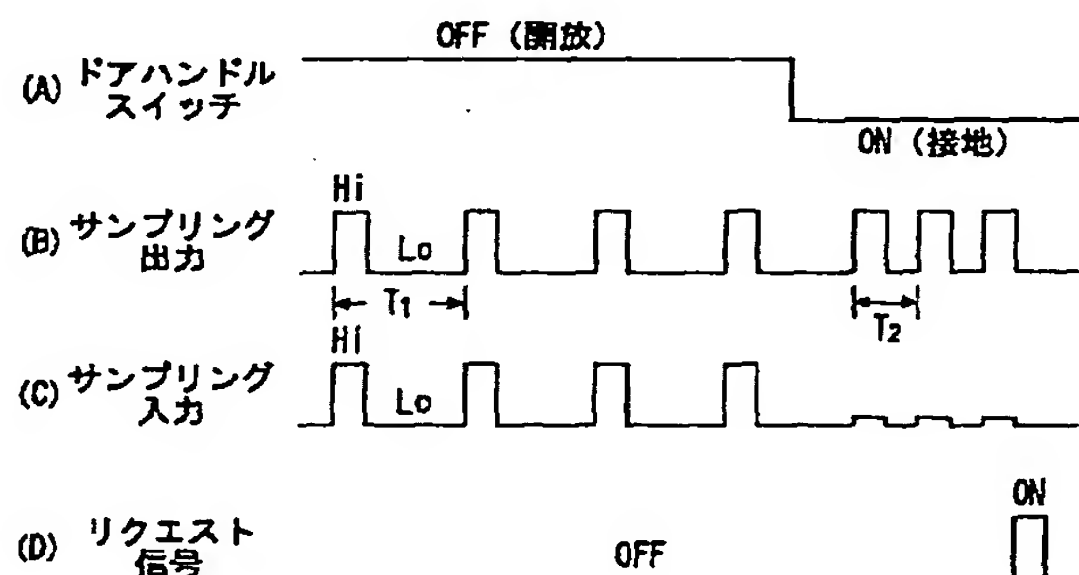 OFF (開放)
(A) ドアハンドル
スイッチ
ON (接地)
Hi
(B) サンプリング
出力
Lo
T1
T2
Hi
(C) サンプリング
入力
Lo
ON
(D) リクエスト
信号
OFF